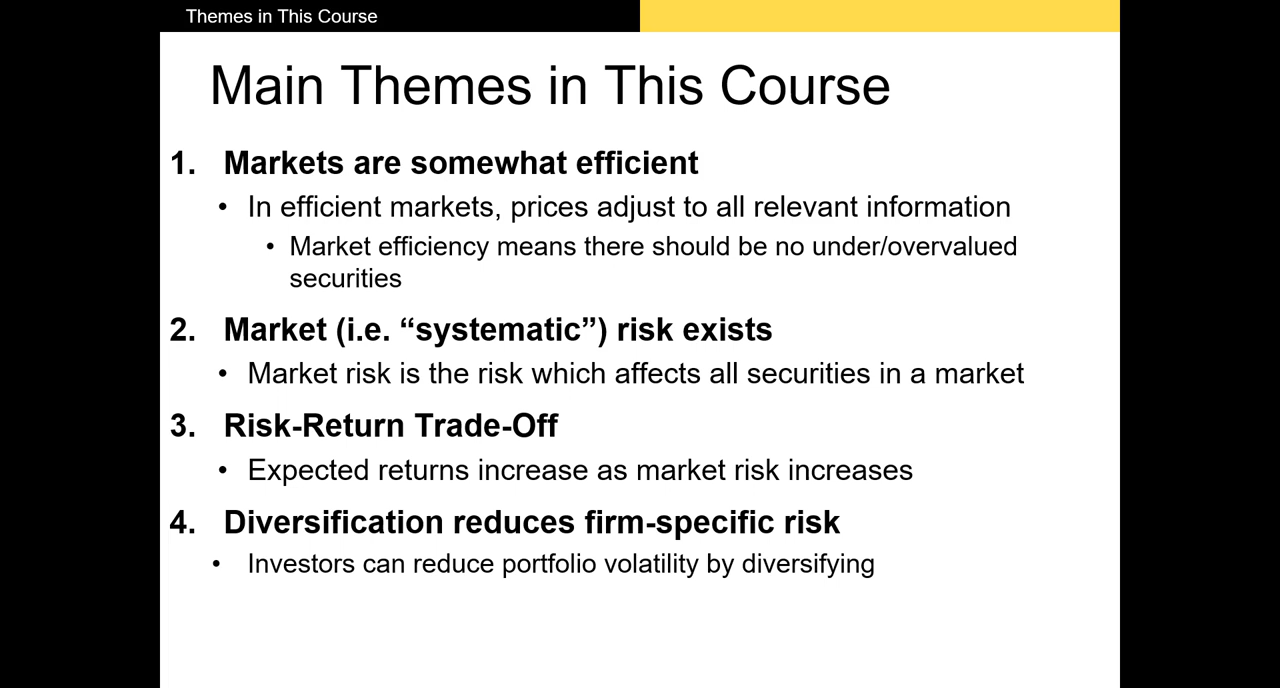 Themes in This Course
Main Themes in This Course
1. Markets are somewhat efficient
• In efficient markets, prices adjust to all relevant information
• Market efficiency means there should be no under/overvalued
securities
2. Market (i.e. “systematic”) risk exists
• Market risk is the risk which affects all securities in a market
3. Risk-Return Trade-Off
• Expected returns increase as market risk increases
4. Diversification reduces firm-specific risk
• Investors can reduce portfolio volatility by diversifying